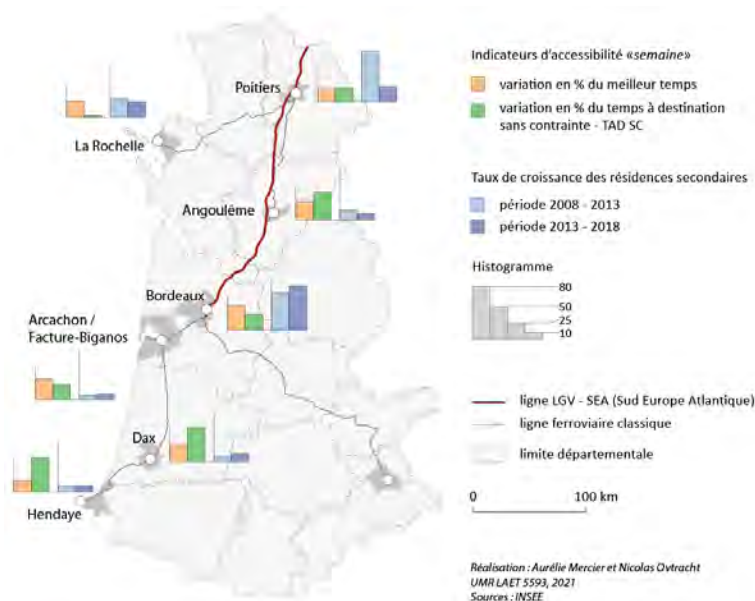 Poitiers
La Rochelle
Angoulême
Bordeaux
Arcachon /
Facture-Biganos
Dax
Hendaye
Indicateurs d'accessibilité «semaine»
variation en % du meilleur temps
variation en % du temps à destination
sans contrainte - TAD SC
Taux de croissance des résidences secondaires
période 2008 - 2013
période 2013 - 2018
Histogramme
80
50
25
10
ligne LGV - SEA (Sud Europe Atlantique)
ligne ferroviaire classique
limite départementale
0 100 km
Réalisation : Aurélie Mercier et Nicolas Ovtracht
UMR LAET 5593, 2021
Sources : INSEE